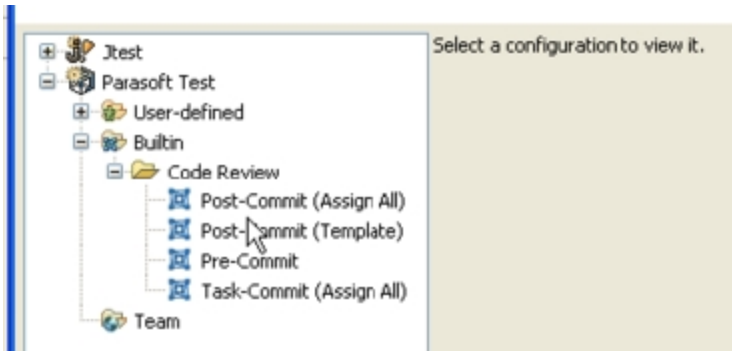 Jtest
Select a configuration to view it.
Parasoft Test
User-defined
Builtin
Code Review
Post-Commit (Assign All)
Post-Commit (Template)
Pre-Commit
Task-Commit (Assign All)
Team